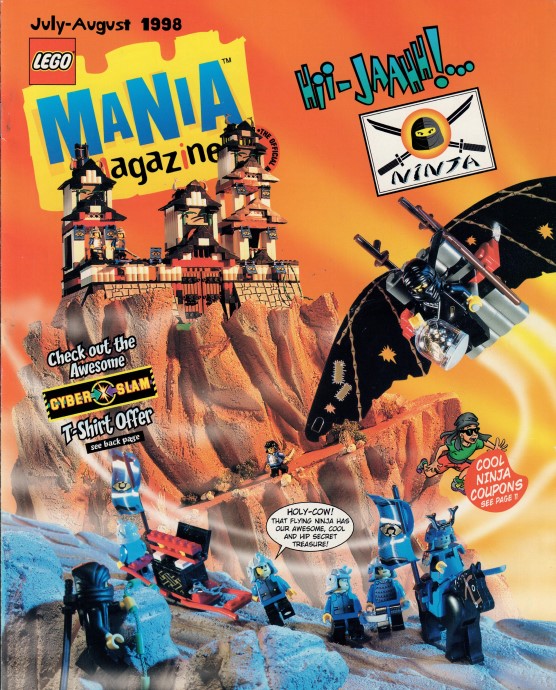 July-August 1998
LEGO
MANIA™
magazine
THE OFFICIAL
Hii-JAAHH!...
NINJA
Check out the
Awesome
CYBER SLAM
T-Shirt Offer
see back page
COOL
NINJA
COUPONS
SEE PAGE 11
HOLY-COW!
THAT FLYING NINJA HAS
OUR AWESOME, COOL
AND HIP SECRET
TREASURE!